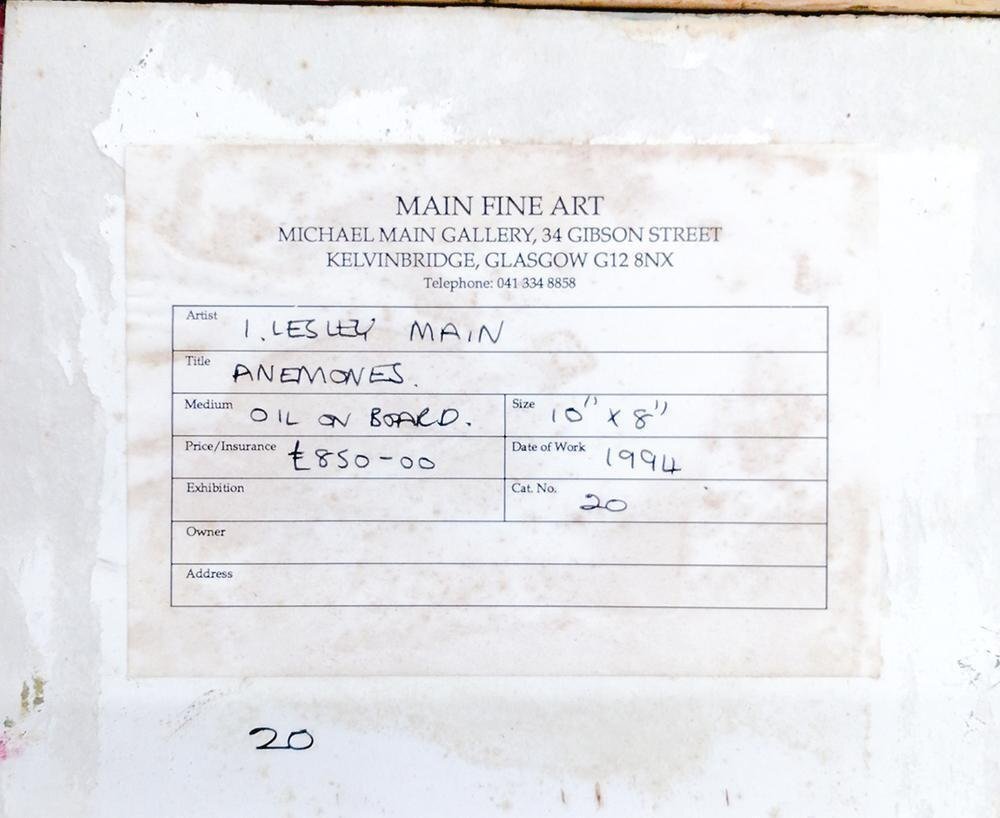 MAIN FINE ART
MICHAEL MAIN GALLERY, 34 GIBSON STREET
KELVINBRIDGE, GLASGOW G12 8NX
Telephone: 041 334 8858
Artist I. LESLEY MAIN
Title ANEMONES.
Medium OIL ON BOARD. Size 10" X 8"
Price/Insurance £850-00 Date of Work 1994
Exhibition Cat. No. 20
Owner
Address
20